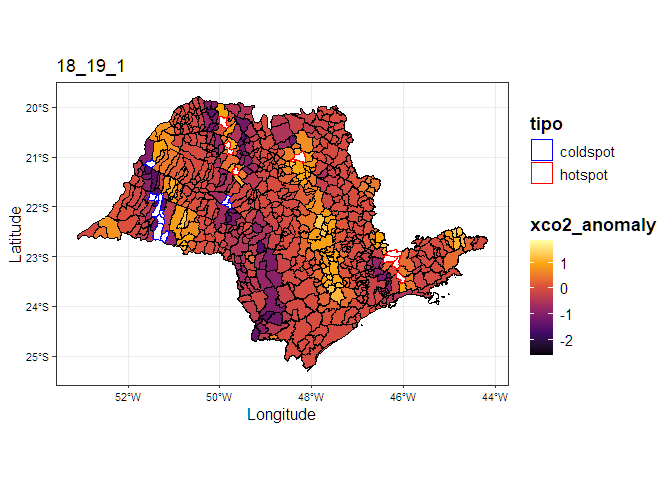 18_19_1
20°S
21°S
22°S
23°S
24°S
25°S
Latitude
52°W
50°W
48°W
46°W
44°W
Longitude
tipo
coldspot
hotspot
xco2_anomaly
1
0
-1
-2